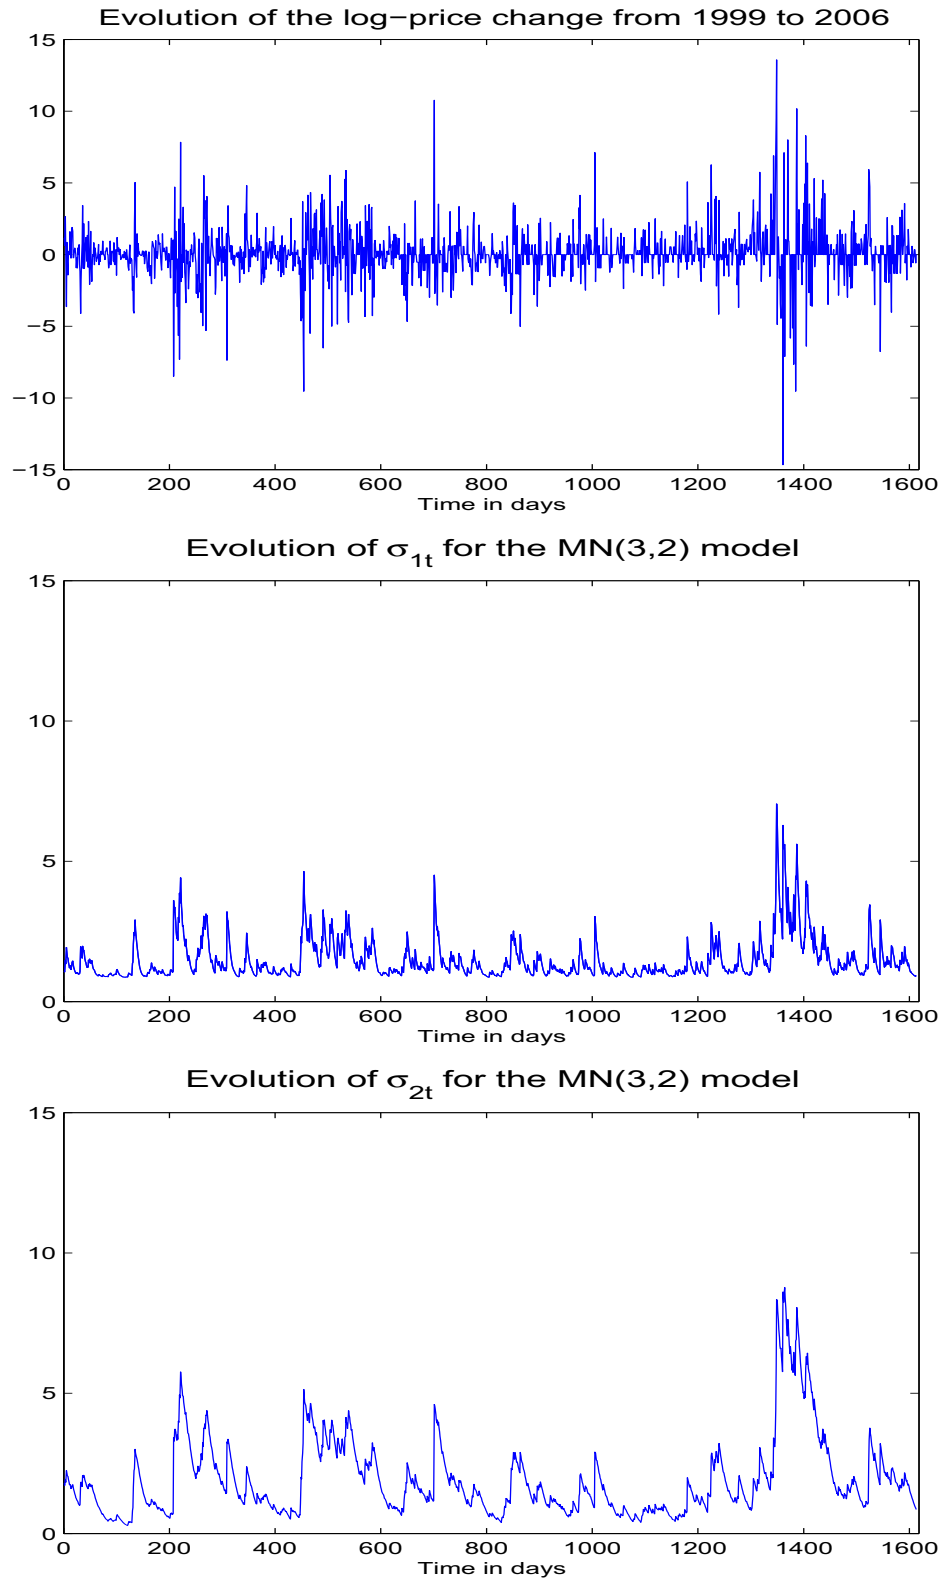 Evolution of the log−price change from 1999 to 2006
15
10
5
0
−5
−10
−15
0 200 400 600 800 1000 1200 1400 1600
Time in days
Evolution of σ1t for the MN(3,2) model
15
10
5
0
0 200 400 600 800 1000 1200 1400 1600
Time in days
Evolution of σ2t for the MN(3,2) model
15
10
5
0
0 200 400 600 800 1000 1200 1400 1600
Time in days